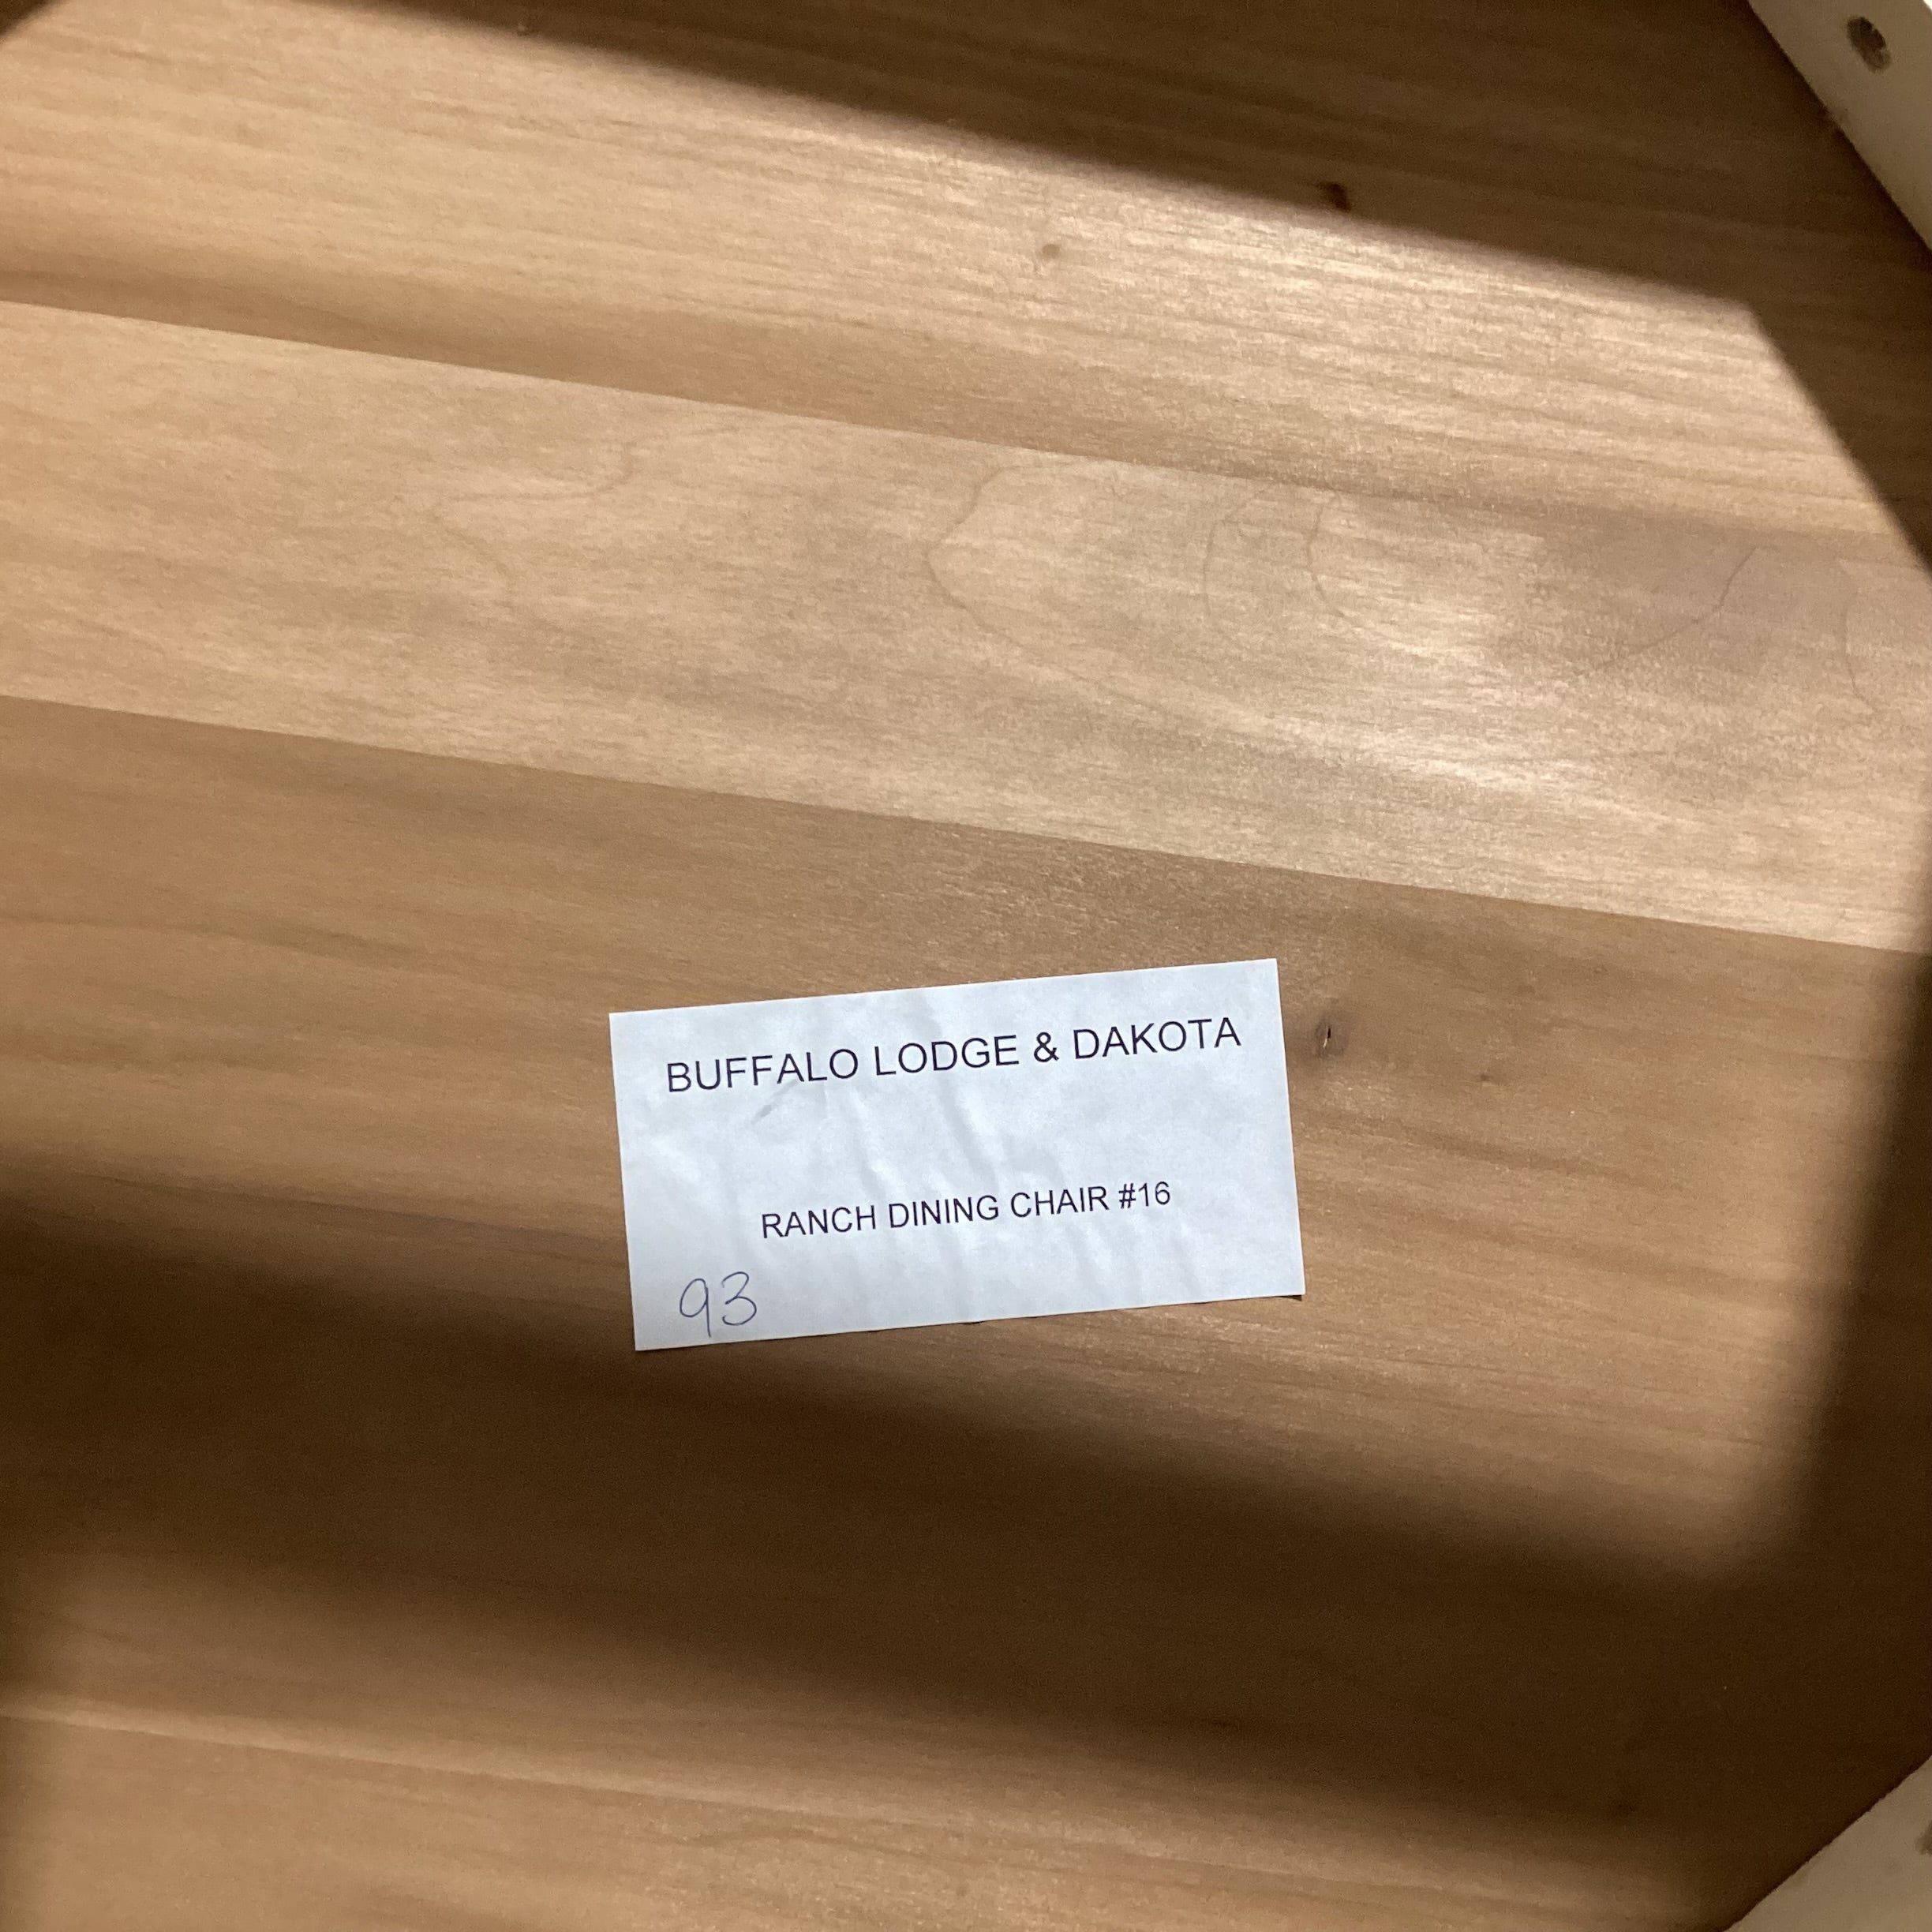 BUFFALO LODGE & DAKOTA
RANCH DINING CHAIR #16
93